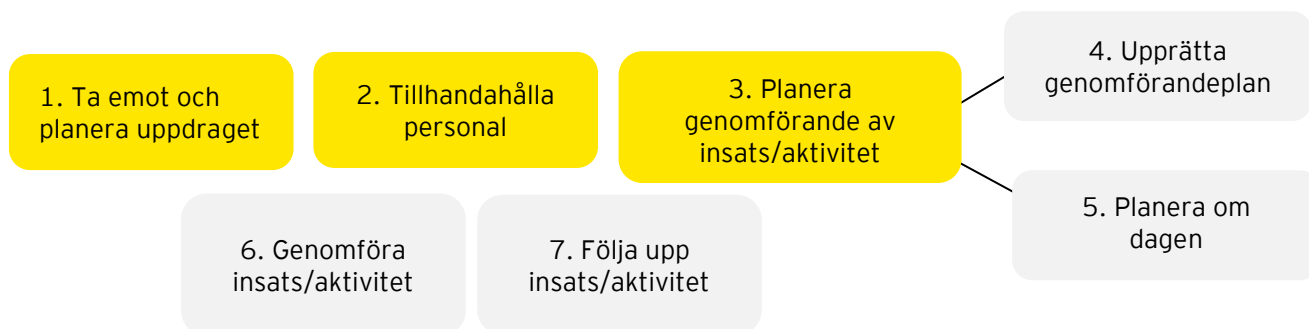 1. Ta emot och
planera uppdraget
2. Tillhandahålla
personal
3. Planera
genomförande av
insats/aktivitet
4. Upprätta
genomförandeplan
5. Planera om
dagen
6. Genomföra
insats/aktivitet
7. Följa upp
insats/aktivitet